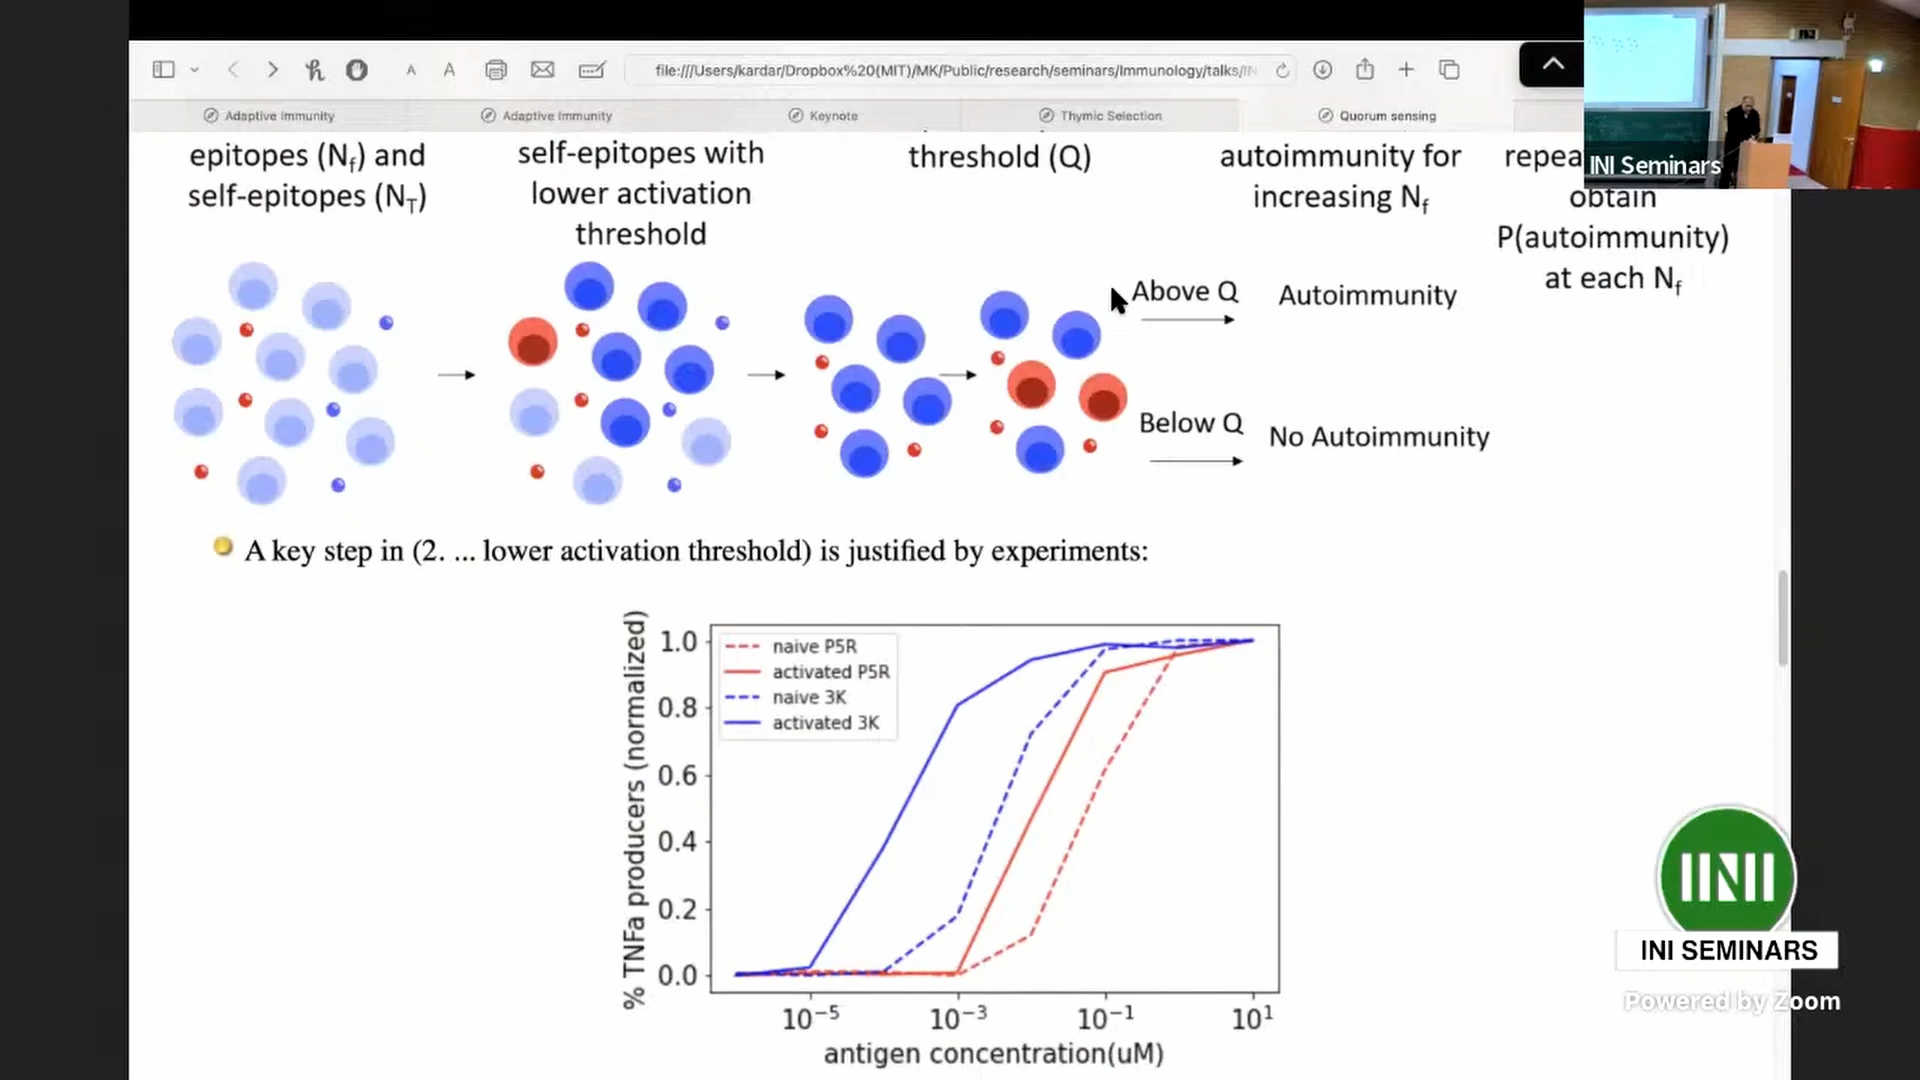 file:///Users/kardar/Dropbox%20(MIT)/MK/Public/research/seminars/Immunology/talks/IN
A A
Adaptive Immunity
Adaptive Immunity
Keynote
Thymic Selection
Quorum sensing
INI Seminars
epitopes (Nf) and
self-epitopes (NT)
self-epitopes with
lower activation
threshold
threshold (Q)
autoimmunity for
increasing Nf
obtain
P(autoimmunity)
at each Nf
Above Q
Autoimmunity
Below Q
No Autoimmunity
A key step in (2. ... lower activation threshold) is justified by experiments:
% TNFa producers (normalized)
1.0
0.8
0.6
0.4
0.2
0.0
naive P5R
activated P5R
naive 3K
activated 3K
10⁻⁵
10⁻³
10⁻¹
10¹
antigen concentration(uM)
INI
INI SEMINARS
Powered by Zoom